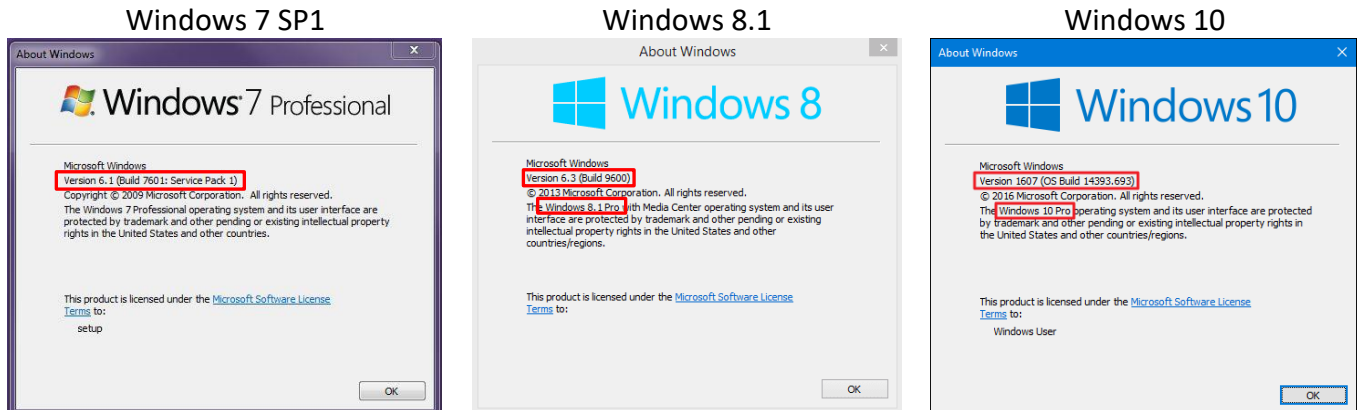 Windows 7 SP1
About Windows
x
Windows 7 Professional
Microsoft Windows
Version 6.1 (Build 7601: Service Pack 1)
Copyright © 2009 Microsoft Corporation. All rights reserved.
The Windows 7 Professional operating system and its user interface are
protected by trademark and other pending or existing intellectual property
rights in the United States and other countries.
This product is licensed under the Microsoft Software License
Terms to:
setup
OK
Windows 8.1
About Windows
×
Windows 8
Microsoft Windows
Version 6.3 (Build 9600)
© 2013 Microsoft Corporation. All rights reserved.
The Windows 8.1 Pro with Media Center operating system and its user
interface are protected by trademark and other pending or existing
intellectual property rights in the United States and other
countries/regions.
This product is licensed under the Microsoft Software License
Terms to:
OK
Windows 10
About Windows
×
Windows 10
Microsoft Windows
Version 1607 (OS Build 14393.693)
© 2016 Microsoft Corporation. All rights reserved.
The Windows 10 Pro operating system and its user interface are protected
by trademark and other pending or existing intellectual property rights in
the United States and other countries/regions.
This product is licensed under the Microsoft Software License
Terms to:
Windows User
OK